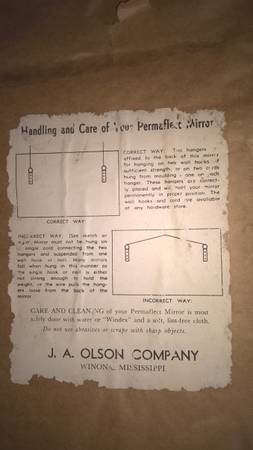 Handling and Care of Your Permaflect Mirror
CORRECT WAY: Two hangers
affixed to the back of this mirror
for hanging on two wall hooks of
sufficient strength, or on two cords
hung from moulding - one on each
hanger. These hangers are correct-
ly placed and will hold your mirror
permanently in proper position. The
wall hooks and cord are available
at any hardware store.
CORRECT WAY:
INCORRECT WAY: (See sketch at
right) Mirror must not be hung on
single cord connecting the two
hangers and suspended from one
wall hook or nail. Many mirrors
fall when hung in this manner as
the single hook or nail is either
not strong enough to hold the
weight, or the wire pulls the hang-
ers loose from the back of the
mirror.
INCORRECT WAY:
CARE AND CLEANING of your Permaflect Mirror is most
safely done with water or "Windex" and a soft, lint-free cloth.
Do not use abrasives or scrape with sharp objects.
J. A. OLSON COMPANY
WINONA, MISSISSIPPI